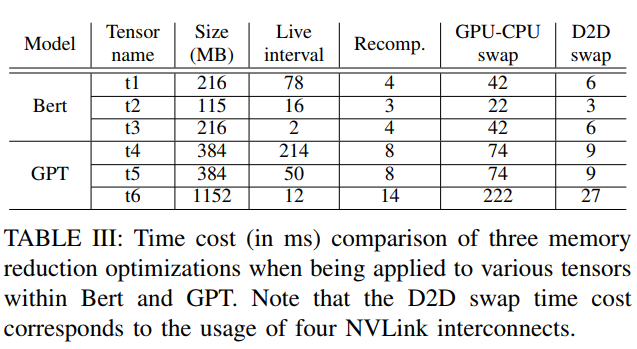 Model Tensor name Size (MB) Live interval Recomp. GPU-CPU swap D2D swap
Bert t1 216 78 4 42 6
t2 115 16 3 22 3
t3 216 2 4 42 6
GPT t4 384 214 8 74 9
t5 384 50 8 74 9
t6 1152 12 14 222 27
TABLE III: Time cost (in ms) comparison of three memory
reduction optimizations when being applied to various tensors
within Bert and GPT. Note that the D2D swap time cost
corresponds to the usage of four NVLink interconnects.